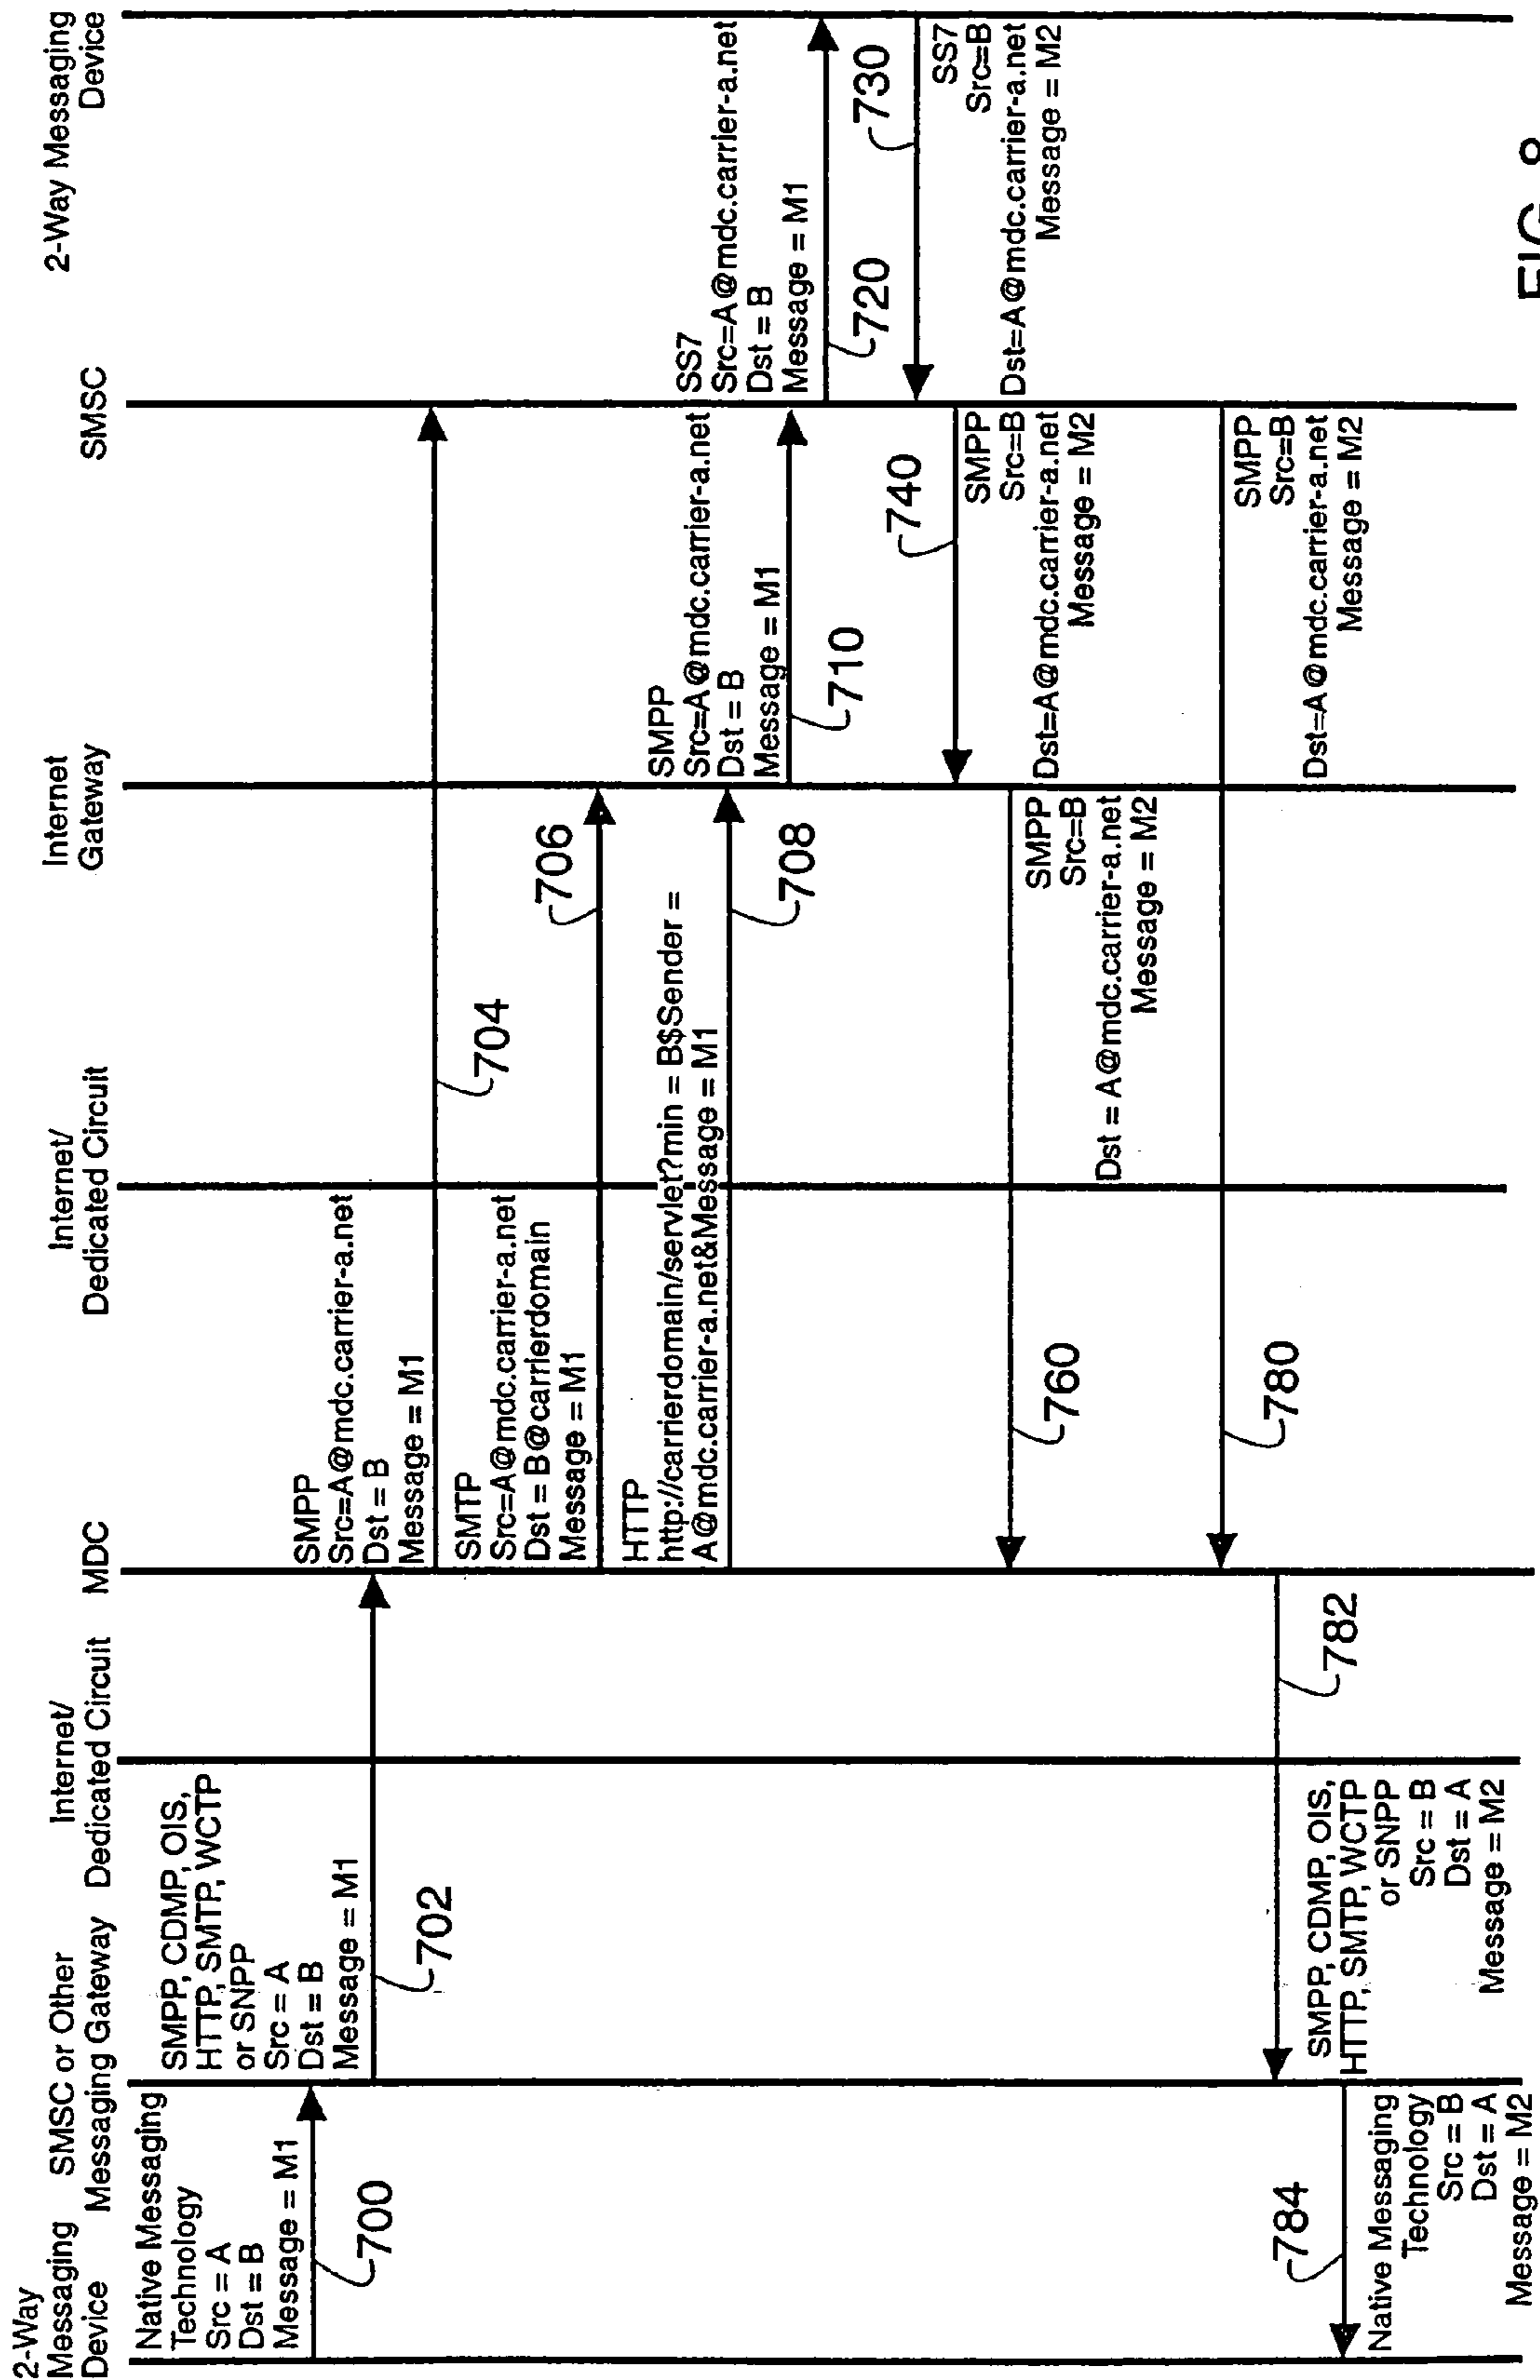 2-Way
Messaging
Device
SMSC or Other
Messaging Gateway
Internet/
Dedicated Circuit
MDC
Internet/
Dedicated Circuit
Internet
Gateway
SMSC
2-Way Messaging
Device
Native Messaging
Technology
Src = A
Dst = B
Message = M1
700
SMPP, CDMP, OIS,
HTTP, SMTP, WCTP
or SNPP
Src = A
Dst = B
Message = M1
702
SMPP
Src=A@mdc.carrier-a.net
Dst = B
Message = M1
704
SMTP
Src=A@mdc.carrier-a.net
Dst = B@carrierdomain
Message = M1
706
HTTP
http://carrierdomain/servlet?min = B$Sender =
A@mdc.carrier-a.net&Message = M1
708
SMPP
Src=A@mdc.carrier-a.net
Dst = B
Message = M1
710
SS7
Src=A@mdc.carrier-a.net
Dst = B
Message = M1
720
730
SS7
Src=B
Dst=A@mdc.carrier-a.net
Message = M2
740
SMPP
Src=B
Dst=A@mdc.carrier-a.net
Message = M2
760
SMPP
Src=B
Dst = A@mdc.carrier-a.net
Message = M2
780
SMPP
Src=B
Dst=A@mdc.carrier-a.net
Message = M2
782
SMPP, CDMP, OIS,
HTTP, SMTP, WCTP
or SNPP
Src = B
Dst = A
Message = M2
784
Native Messaging
Technology
Src = B
Dst = A
Message = M2